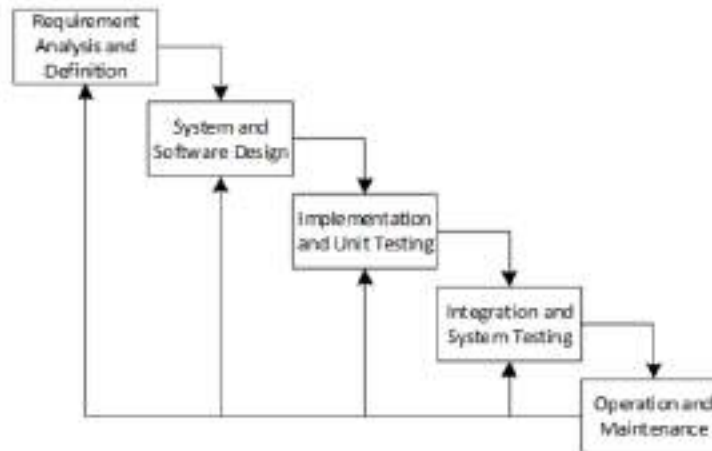 Requirement
Analysis and
Definition
System and
Software Design
Implementation
and Unit Testing
Integration and
System Testing
Operation and
Maintenance